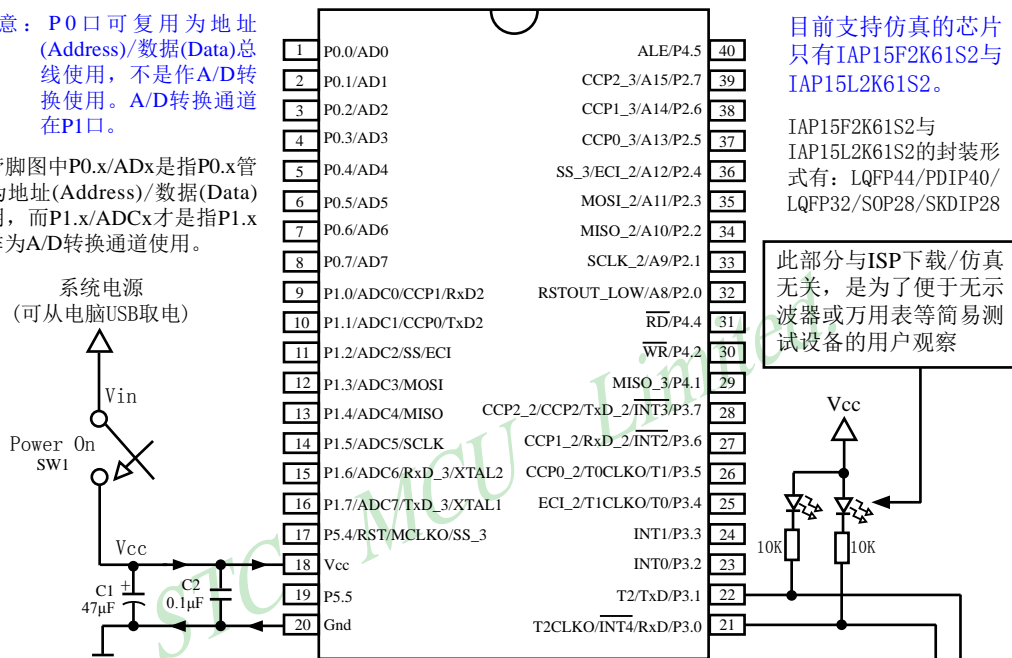 意：P0口可复用为地址
(Address)/数据(Data)总
线使用，不是作A/D转
换使用。A/D转换通道
在P1口。
脚图中P0.x/ADx是指P0.x管
地址(Address)/数据(Data)
，而P1.x/ADCx才是指P1.x
为A/D转换通道使用。
系统电源
(可从电脑USB取电)
Vin
Power On
SW1
Vcc
C1
+
47μF
C2
0.1μF
1 P0.0/AD0
2 P0.1/AD1
3 P0.2/AD2
4 P0.3/AD3
5 P0.4/AD4
6 P0.5/AD5
7 P0.6/AD6
8 P0.7/AD7
9 P1.0/ADC0/CCP1/RxD2
10 P1.1/ADC1/CCP0/TxD2
11 P1.2/ADC2/SS/ECI
12 P1.3/ADC3/MOSI
13 P1.4/ADC4/MISO
14 P1.5/ADC5/SCLK
15 P1.6/ADC6/RxD_3/XTAL2
16 P1.7/ADC7/TxD_3/XTAL1
17 P5.4/RST/MCLKO/SS_3
18 Vcc
19 P5.5
20 Gnd
ALE/P4.5 40
CCP2_3/A15/P2.7 39
CCP1_3/A14/P2.6 38
CCP0_3/A13/P2.5 37
SS_3/ECI_2/A12/P2.4 36
MOSI_2/A11/P2.3 35
MISO_2/A10/P2.2 34
SCLK_2/A9/P2.1 33
RSTOUT_LOW/A8/P2.0 32
RD/P4.4 31
WR/P4.2 30
MISO_3/P4.1 29
CCP2_2/CCP2/TxD_2/INT3/P3.7 28
CCP1_2/RxD_2/INT2/P3.6 27
CCP0_2/T0CLKO/T1/P3.5 26
ECI_2/T1CLKO/T0/P3.4 25
INT1/P3.3 24
INT0/P3.2 23
T2/TxD/P3.1 22
T2CLKO/INT4/RxD/P3.0 21
STC MCU Limited.
目前支持仿真的芯片
只有IAP15F2K61S2与
IAP15L2K61S2。
IAP15F2K61S2与
IAP15L2K61S2的封装形
式有：LQFP44/PDIP40/
LQFP32/SOP28/SKDIP28
此部分与ISP下载/仿真
无关，是为了便于无示
波器或万用表等简易测
试设备的用户观察
Vcc
10K
10K